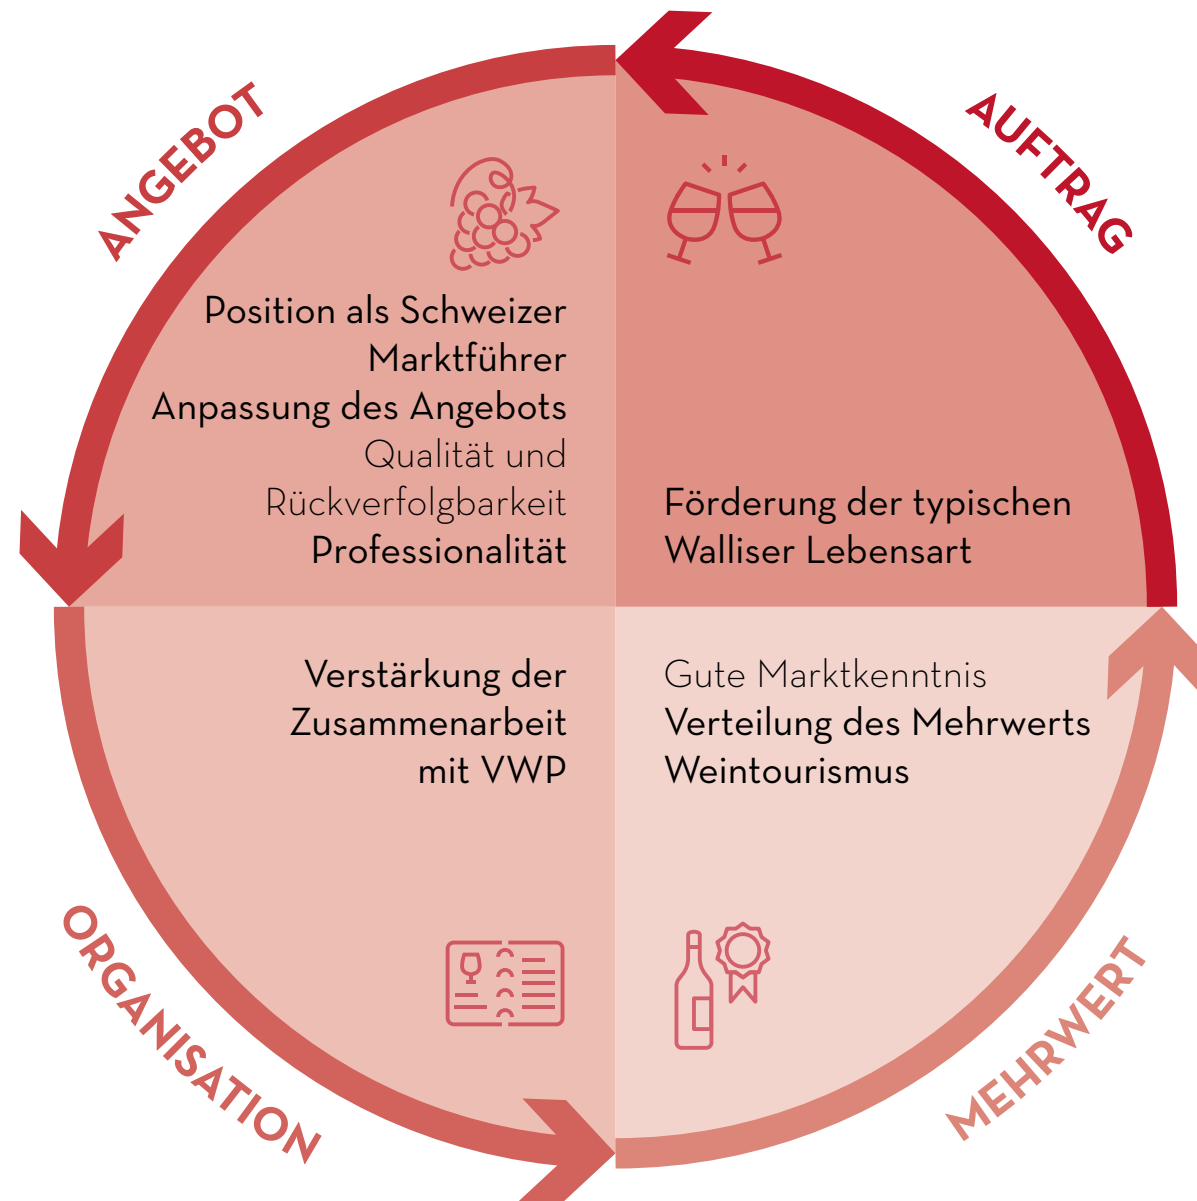 ANGEBOT
Position als Schweizer
Marktführer
Anpassung des Angebots
Qualität und
Rückverfolgbarkeit
Professionalität
AUFTRAG
Förderung der typischen
Walliser Lebensart
Verstärkung der
Zusammenarbeit
mit VWP
ORGANISATION
Gute Marktkenntnis
Verteilung des Mehrwerts
Weintourismus
MEHRWERT